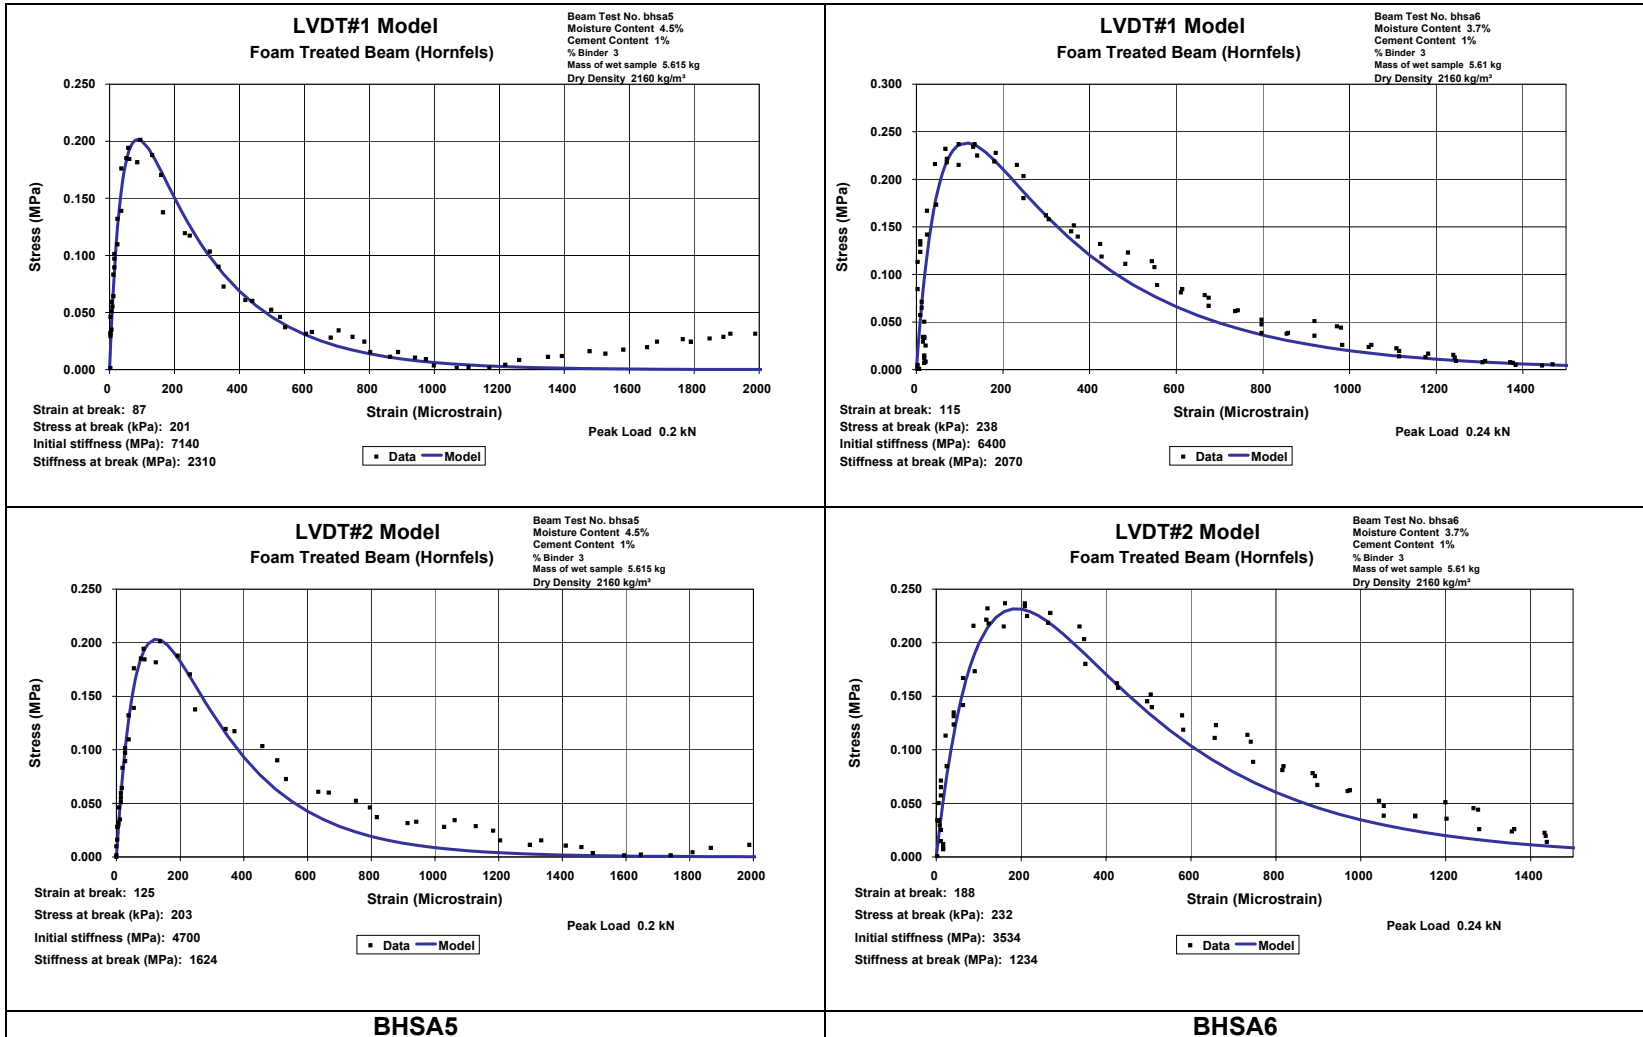 LVDT#1 Model
Foam Treated Beam (Hornfels)
Beam Test No. bhsa5
Moisture Content 4.5%
Cement Content 1%
% Binder 3
Mass of wet sample 5.615 kg
Dry Density 2160 kg/m³
0.250
0.200
0.150
0.100
0.050
0.000
Stress (MPa)
0 200 400 600 800 1000 1200 1400 1600 1800 2000
Strain (Microstrain)
Strain at break: 87
Stress at break (kPa): 201
Initial stiffness (MPa): 7140
Stiffness at break (MPa): 2310
Peak Load 0.2 kN
Data Model
LVDT#1 Model
Foam Treated Beam (Hornfels)
Beam Test No. bhsa6
Moisture Content 3.7%
Cement Content 1%
% Binder 3
Mass of wet sample 5.61 kg
Dry Density 2160 kg/m³
0.300
0.250
0.200
0.150
0.100
0.050
0.000
Stress (MPa)
0 200 400 600 800 1000 1200 1400
Strain (Microstrain)
Strain at break: 115
Stress at break (kPa): 238
Initial stiffness (MPa): 6400
Stiffness at break (MPa): 2070
Peak Load 0.24 kN
Data Model
LVDT#2 Model
Foam Treated Beam (Hornfels)
Beam Test No. bhsa5
Moisture Content 4.5%
Cement Content 1%
% Binder 3
Mass of wet sample 5.615 kg
Dry Density 2160 kg/m³
0.250
0.200
0.150
0.100
0.050
0.000
Stress (MPa)
0 200 400 600 800 1000 1200 1400 1600 1800 2000
Strain (Microstrain)
Strain at break: 125
Stress at break (kPa): 203
Initial stiffness (MPa): 4700
Stiffness at break (MPa): 1624
Peak Load 0.2 kN
Data Model
LVDT#2 Model
Foam Treated Beam (Hornfels)
Beam Test No. bhsa6
Moisture Content 3.7%
Cement Content 1%
% Binder 3
Mass of wet sample 5.61 kg
Dry Density 2160 kg/m³
0.250
0.200
0.150
0.100
0.050
0.000
Stress (MPa)
0 200 400 600 800 1000 1200 1400
Strain (Microstrain)
Strain at break: 188
Stress at break (kPa): 232
Initial stiffness (MPa): 3534
Stiffness at break (MPa): 1234
Peak Load 0.24 kN
Data Model
BHSA5
BHSA6